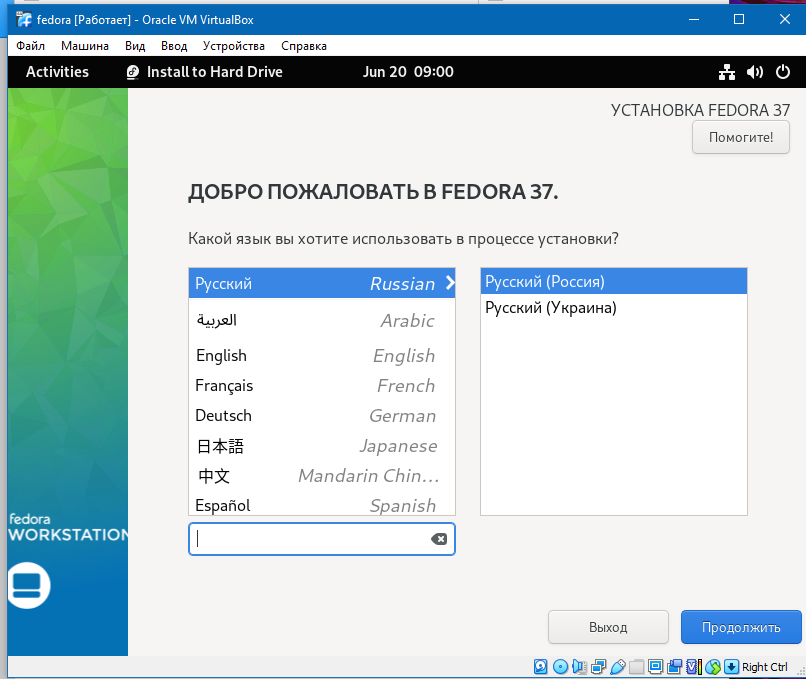 fedora [Работает] - Oracle VM VirtualBox
Файл Машина Вид Ввод Устройства Справка
Activities Install to Hard Drive Jun 20 09:00
УСТАНОВКА FEDORA 37
Помогите!
ДОБРО ПОЖАЛОВАТЬ В FEDORA 37.
Какой язык вы хотите использовать в процессе установки?
Русский Russian
العربية Arabic
English English
Français French
Deutsch German
日本語 Japanese
中文 Mandarin Chin...
Español Spanish
Русский (Россия)
Русский (Украина)
fedora
WORKSTATION
Выход Продолжить
Right Ctrl